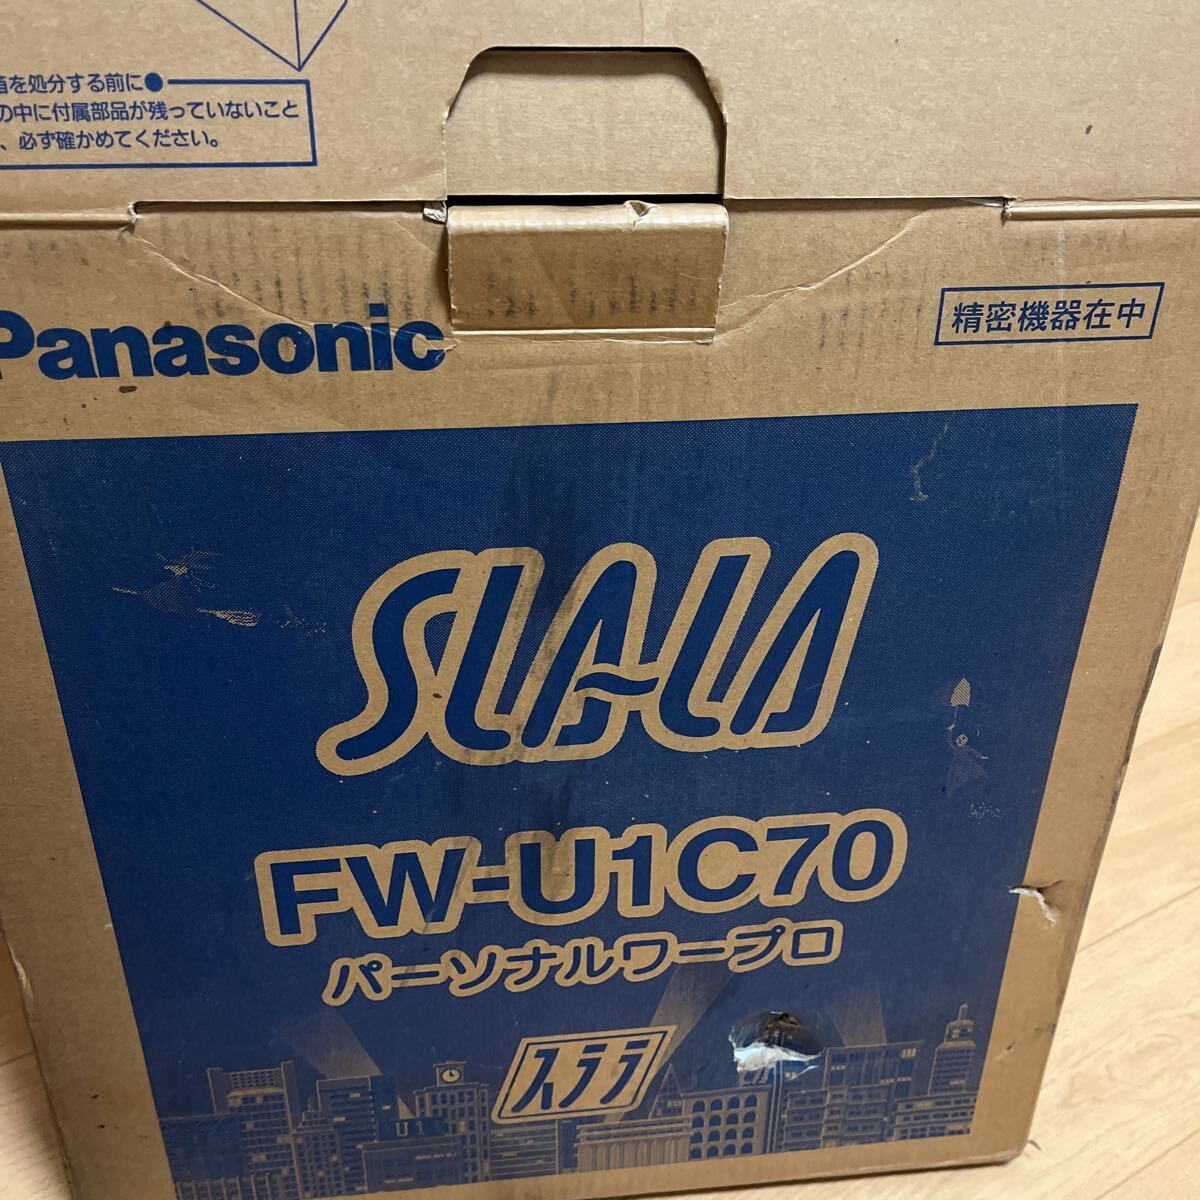 箱を処分する前に●
の中に付属部品が残っていないこと
、必ず確かめてください。
Panasonic
精密機器在中
SLALA
FW-U1C70
パーソナルワープロ
スララ
U1